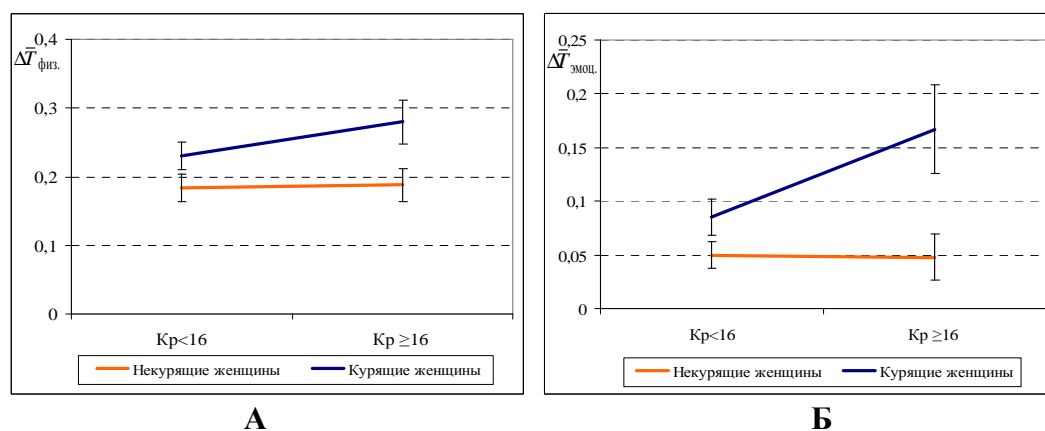 0,4
ΔT̅физ.
0,3
0,2
0,1
0
Кр<16
Кр ≥16
Некурящие женщины
Курящие женщины
А
0,25
ΔT̅эмоц.
0,2
0,15
0,1
0,05
0
Кр<16
Кр ≥16
Некурящие женщины
Курящие женщины
Б